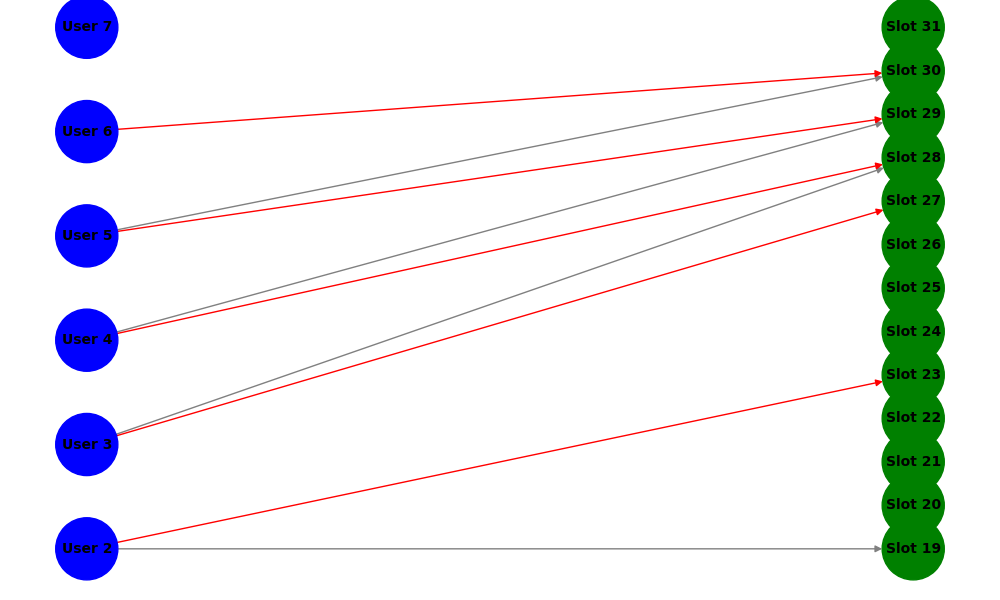 User 7
User 6
User 5
User 4
User 3
User 2
Slot 31
Slot 30
Slot 29
Slot 28
Slot 27
Slot 26
Slot 25
Slot 24
Slot 23
Slot 22
Slot 21
Slot 20
Slot 19